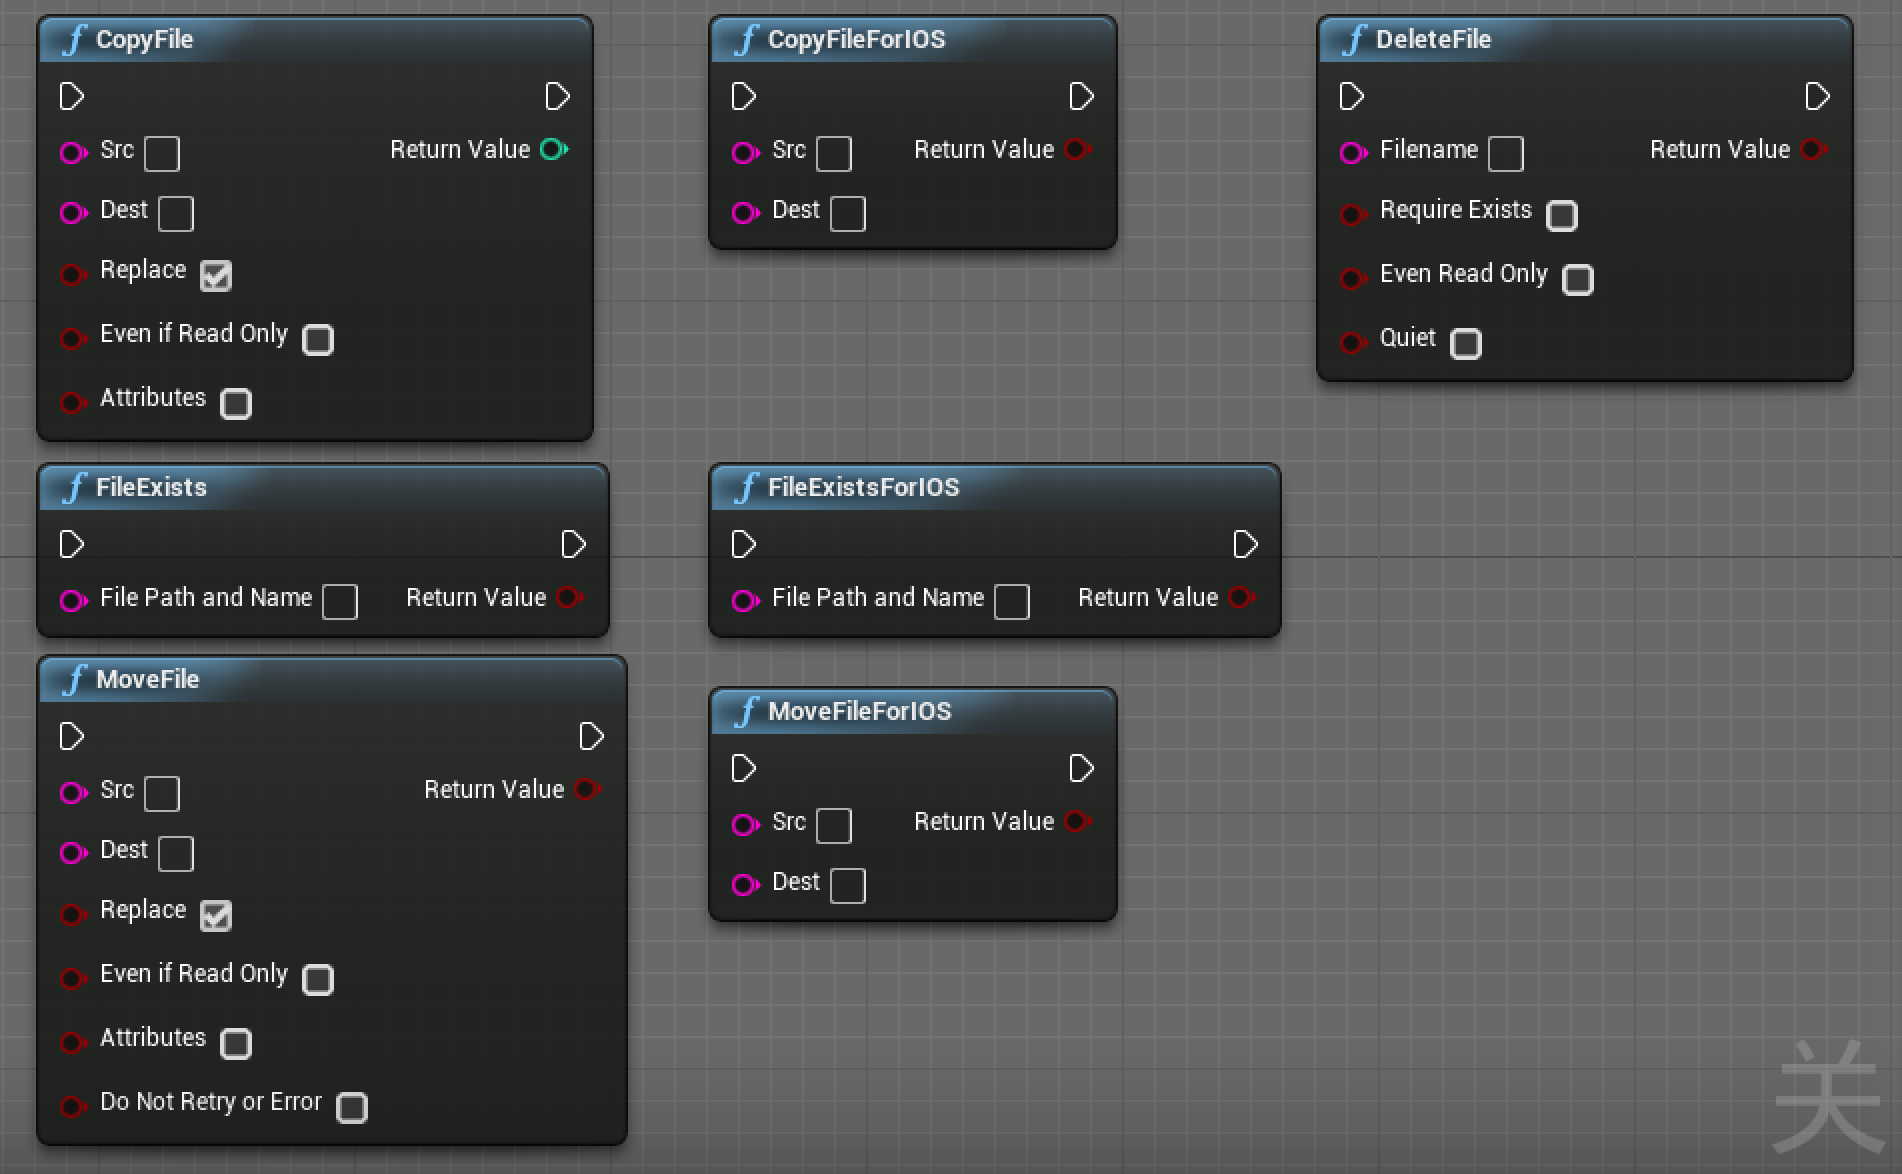 CopyFile
Src
Return Value
Dest
Replace
Even if Read Only
Attributes
CopyFileForIOS
Src
Return Value
Dest
DeleteFile
Filename
Return Value
Require Exists
Even Read Only
Quiet
FileExists
File Path and Name
Return Value
FileExistsForIOS
File Path and Name
Return Value
MoveFile
Src
Return Value
Dest
Replace
Even if Read Only
Attributes
Do Not Retry or Error
MoveFileForIOS
Src
Return Value
Dest
关